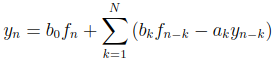 $y_n = b_0 f_n + \sum_{k=1}^{N} (b_k f_{n-k} - a_k y_{n-k})$